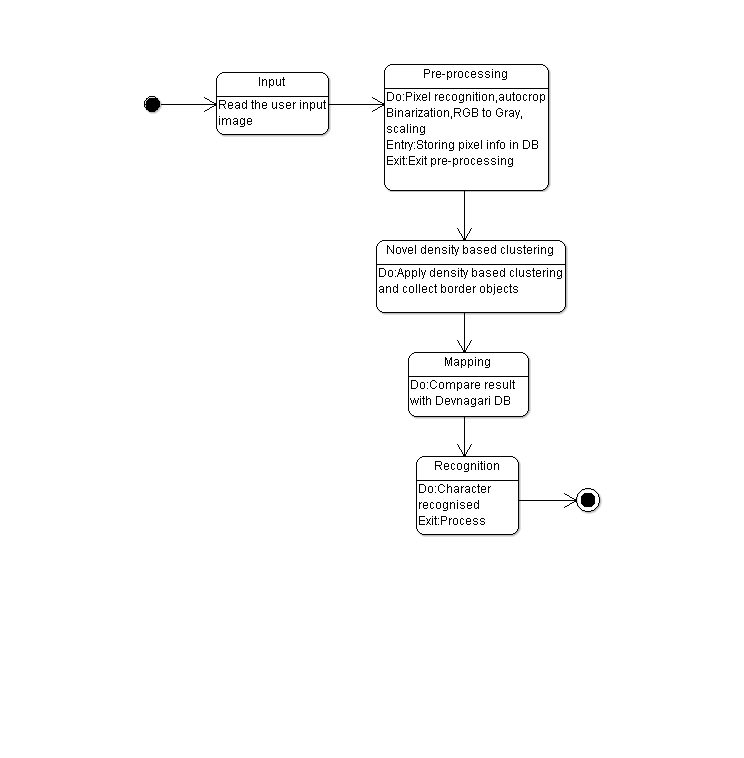 Input
Read the user input
image
Pre-processing
Do:Pixel recognition,autocrop
Binarization,RGB to Gray,
scaling
Entry:Storing pixel info in DB
Exit:Exit pre-processing
Novel density based clustering
Do:Apply density based clustering
and collect border objects
Mapping
Do:Compare result
with Devnagari DB
Recognition
Do:Character
recognised
Exit:Process